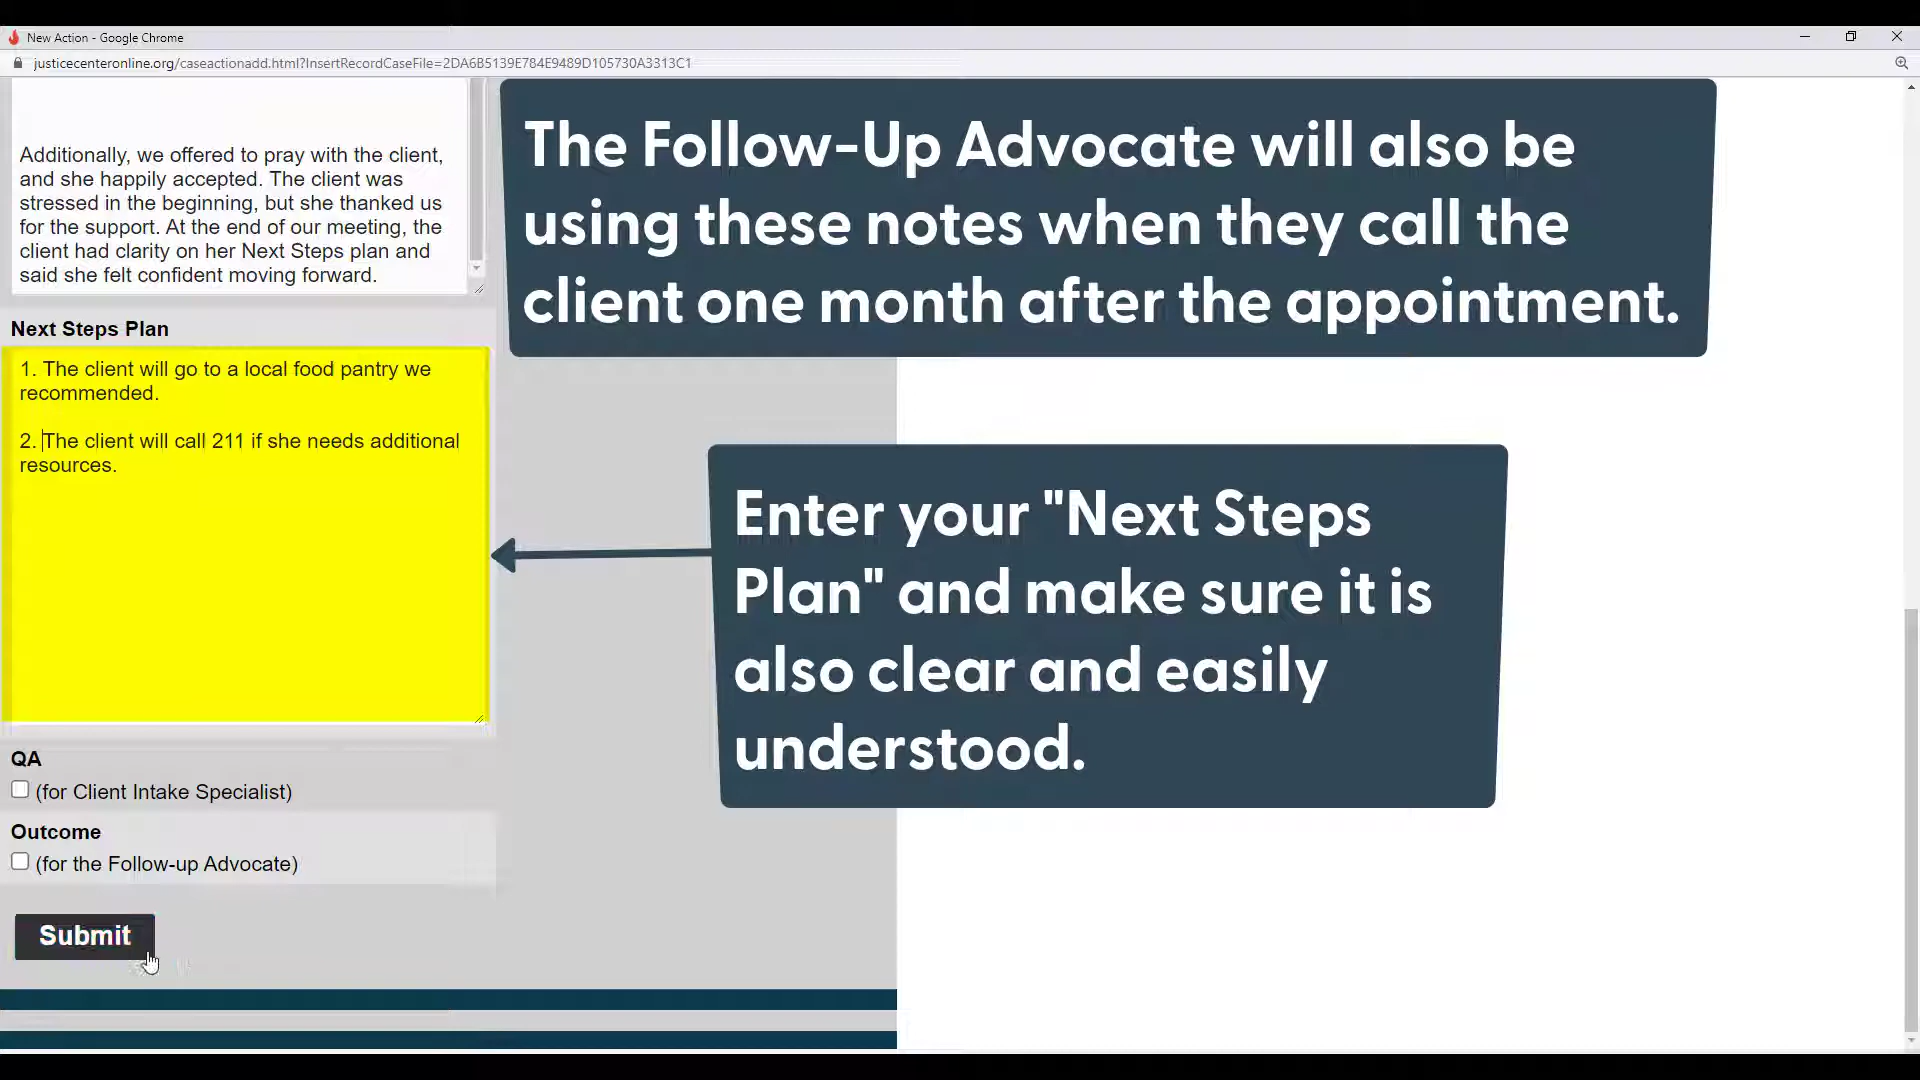 New Action - Google Chrome
justicecenteronline.org/caseactionadd.html?InsertRecordCaseFile=2DA6B5139E784E9489D105730A3313C1
Additionally, we offered to pray with the client,
and she happily accepted. The client was
stressed in the beginning, but she thanked us
for the support. At the end of our meeting, the
client had clarity on her Next Steps plan and
said she felt confident moving forward.
The Follow-Up Advocate will also be
using these notes when they call the
client one month after the appointment.
Next Steps Plan
1. The client will go to a local food pantry we
recommended.
2. The client will call 211 if she needs additional
resources.
Enter your "Next Steps
Plan" and make sure it is
also clear and easily
understood.
QA
(for Client Intake Specialist)
Outcome
(for the Follow-up Advocate)
Submit